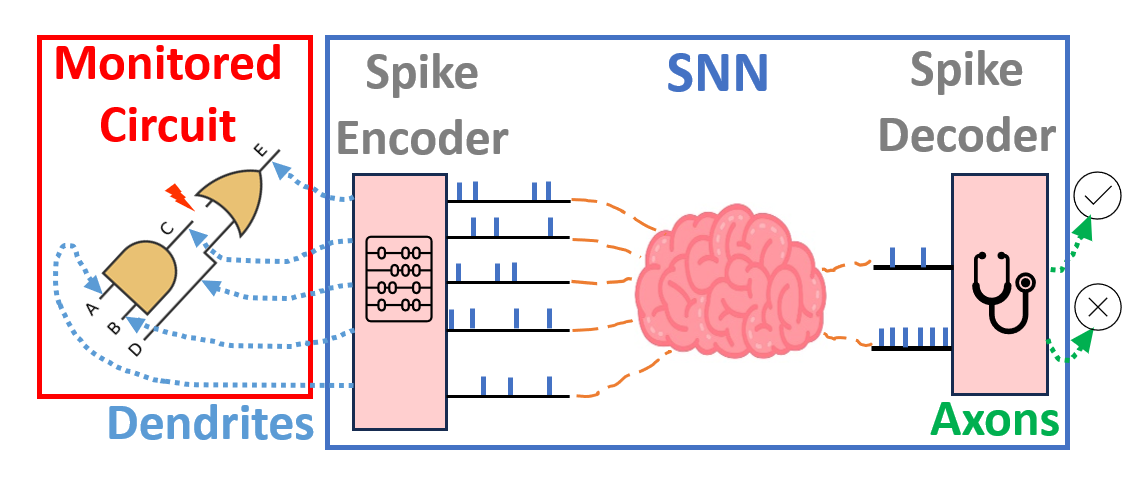 Monitored
Circuit
Spike
Encoder
SNN
Spike
Decoder
E
C
A
B
D
Dendrites
Axons